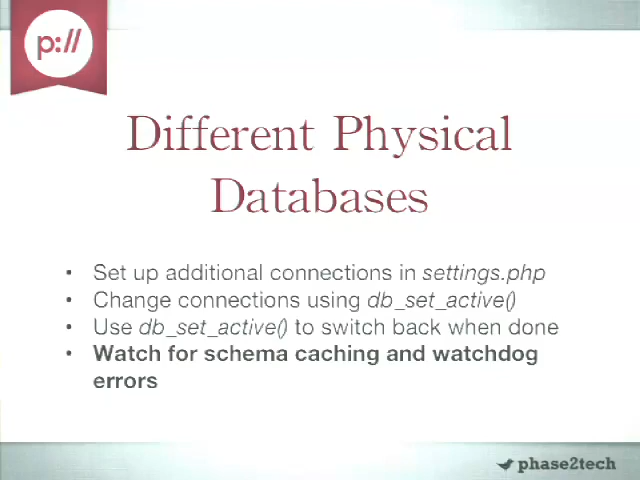 p://
Different Physical
Databases
• Set up additional connections in settings.php
• Change connections using db_set_active()
• Use db_set_active() to switch back when done
• Watch for schema caching and watchdog
errors
phase2tech